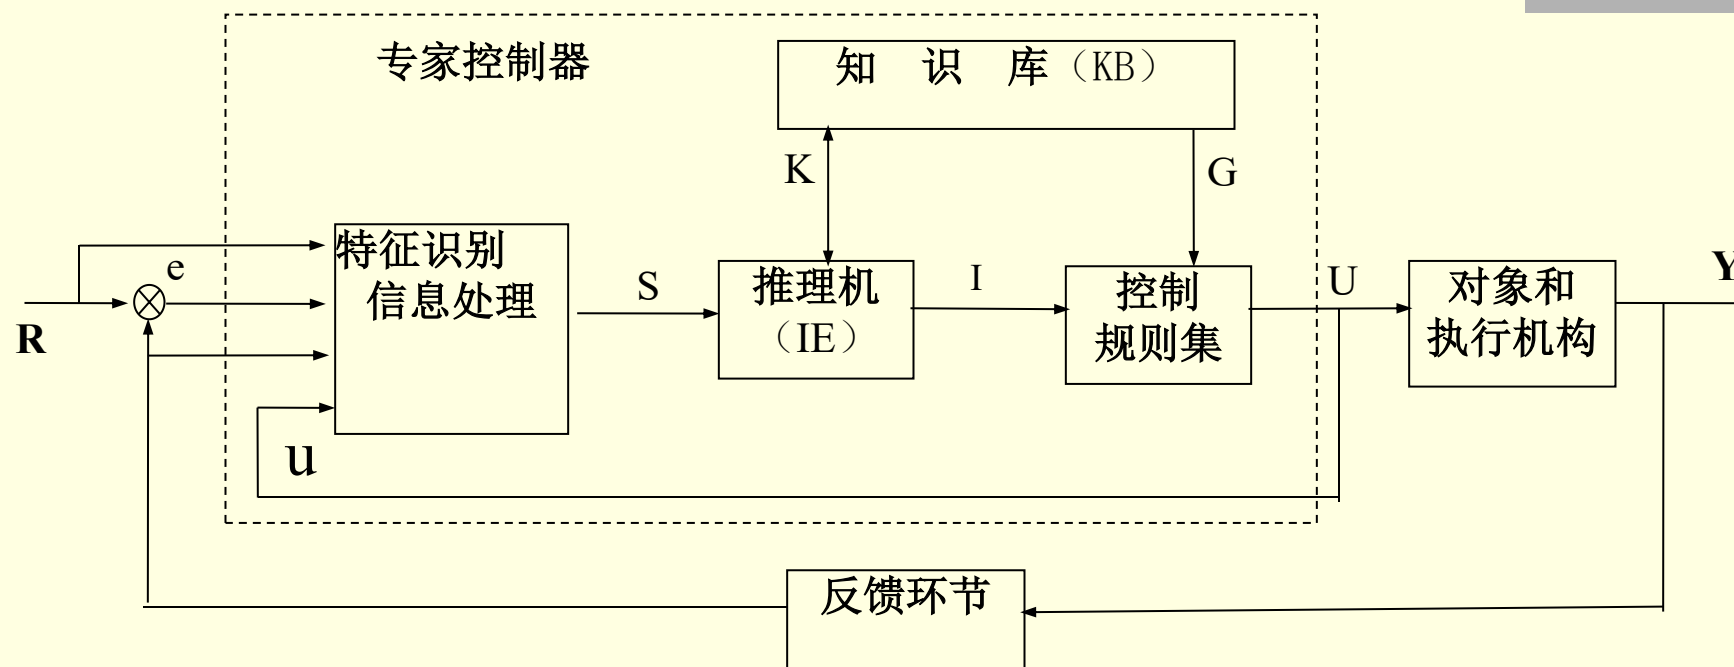 专家控制器
知 识 库（KB）
K
G
e
特征识别
信息处理
S
推理机
（IE）
I
控制
规则集
U
对象和
执行机构
Y
R
u
反馈环节